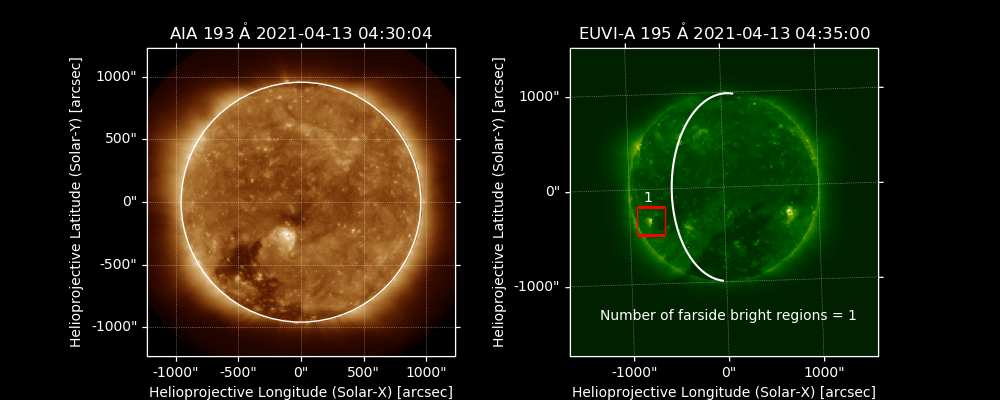 AIA 193 Å 2021-04-13 04:30:04
Helioprojective Latitude (Solar-Y) [arcsec]
1000"
500"
0"
-500"
-1000"
-1000" -500" 0" 500" 1000"
Helioprojective Longitude (Solar-X) [arcsec]
EUVI-A 195 Å 2021-04-13 04:35:00
Helioprojective Latitude (Solar-Y) [arcsec]
1000"
0"
-1000"
1
Number of farside bright regions = 1
-1000" 0" 1000"
Helioprojective Longitude (Solar-X) [arcsec]